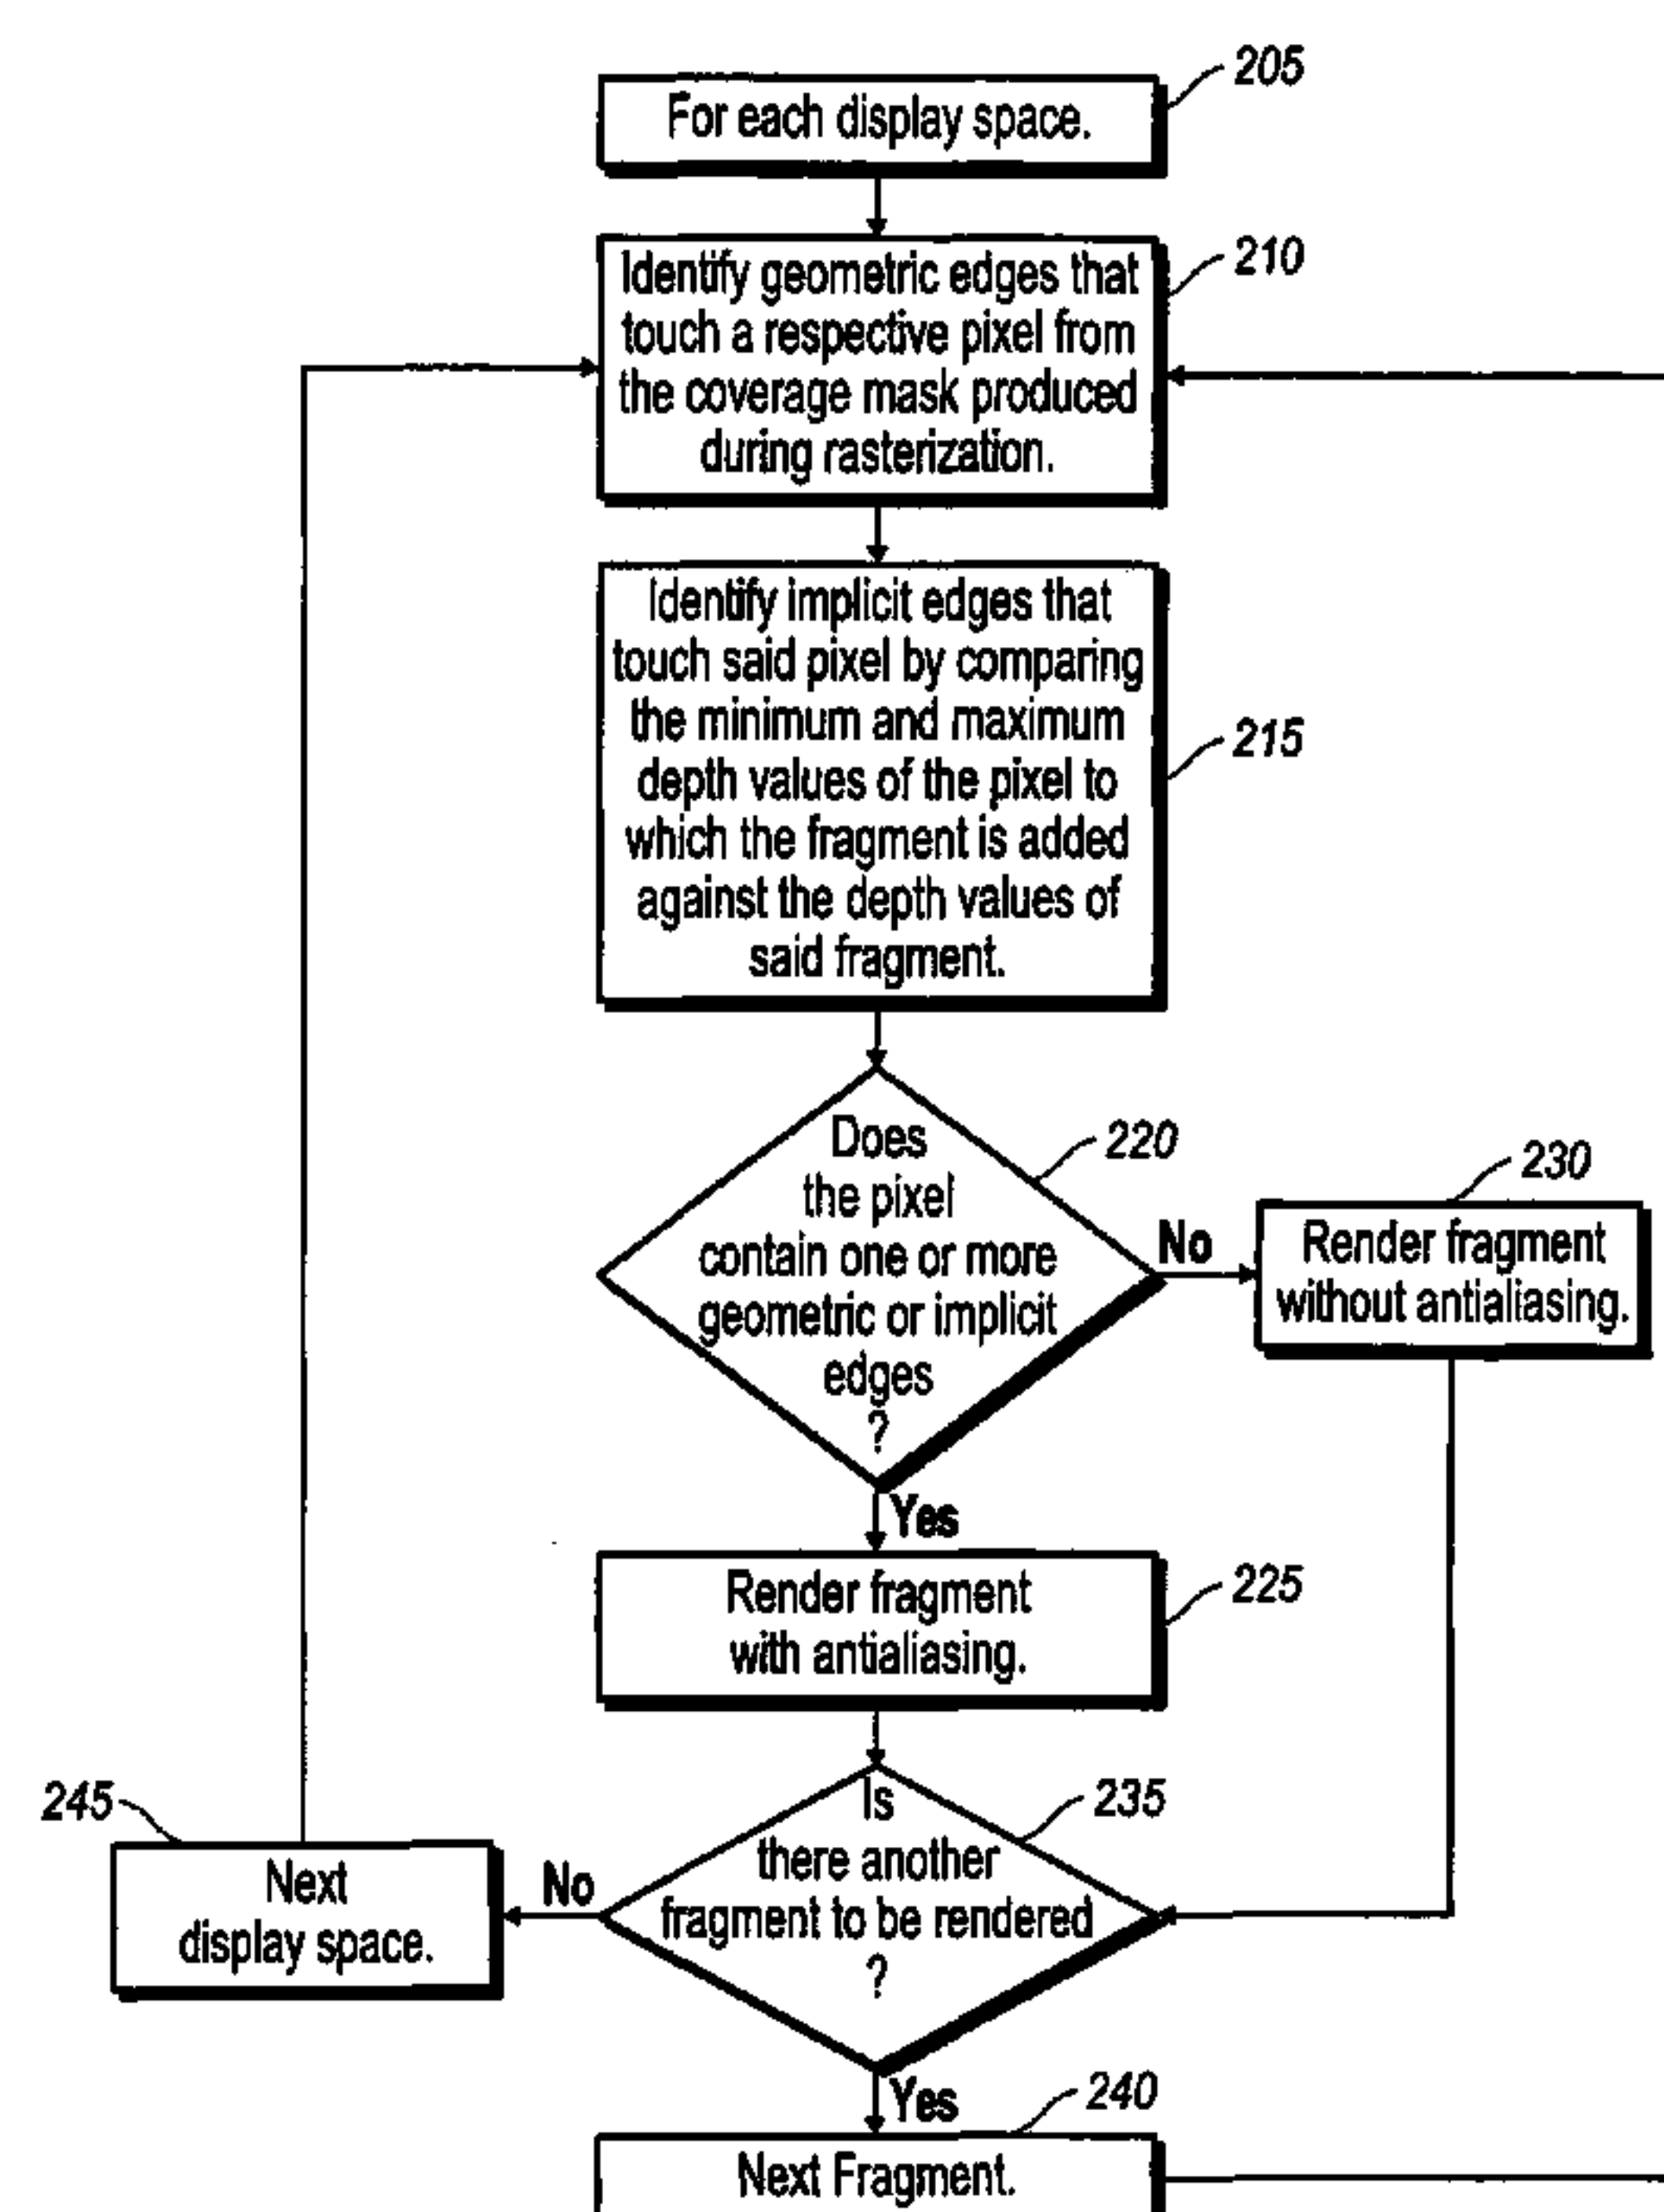 205
For each display space.
210
Identify geometric edges that
touch a respective pixel from
the coverage mask produced
during rasterization.
Identify implicit edges that
touch said pixel by comparing
the minimum and maximum
depth values of the pixel to
which the fragment is added
against the depth values of
said fragment.
215
Does
the pixel
contain one or more
geometric or implicit
edges
?
220
No
230
Render fragment
without antialiasing.
Yes
Render fragment
with antialiasing.
225
Is
there another
fragment to be rendered
?
235
No
245
Next
display space.
Yes
240
Next Fragment.